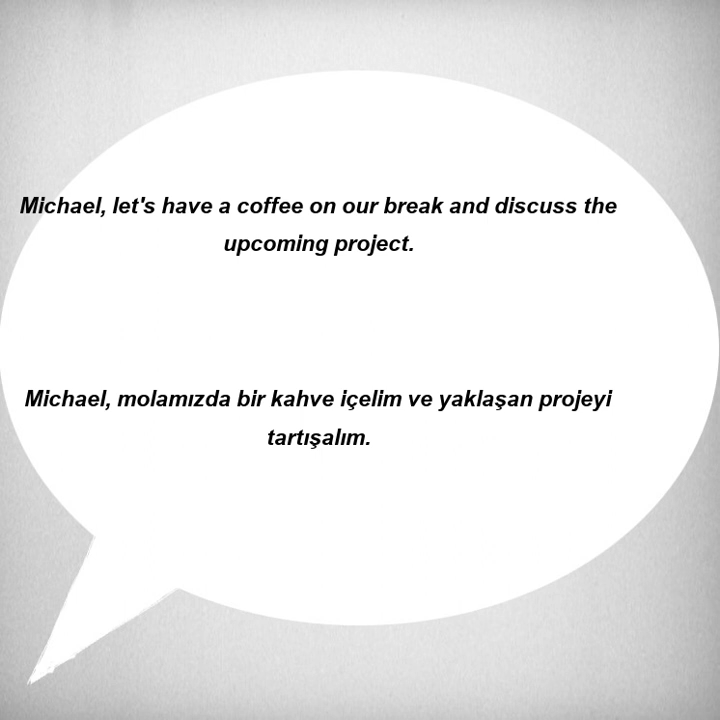 Michael, let's have a coffee on our break and discuss the
upcoming project.
Michael, molamızda bir kahve içelim ve yaklaşan projeyi
tartışalım.